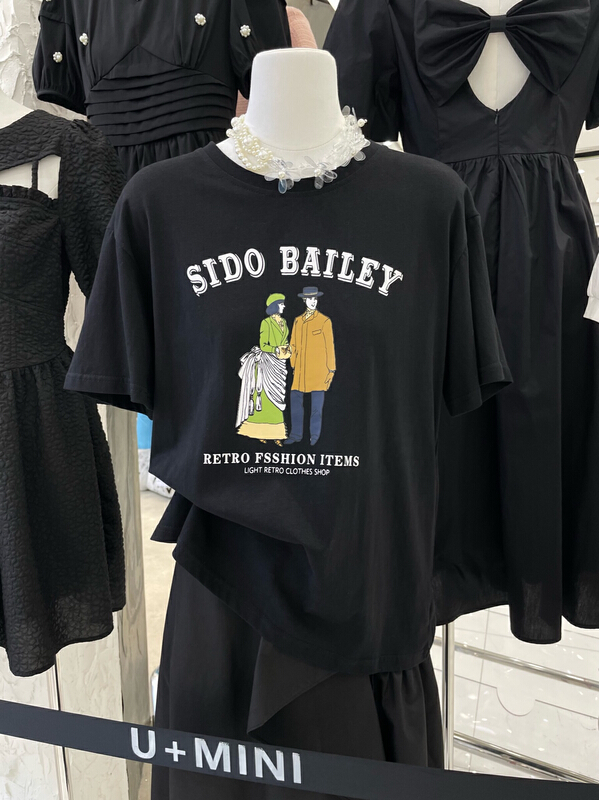 SIDO BAILEY
RETRO FSSHION ITEMS
LIGHT RETRO CLOTHES SHOP
U+MINI